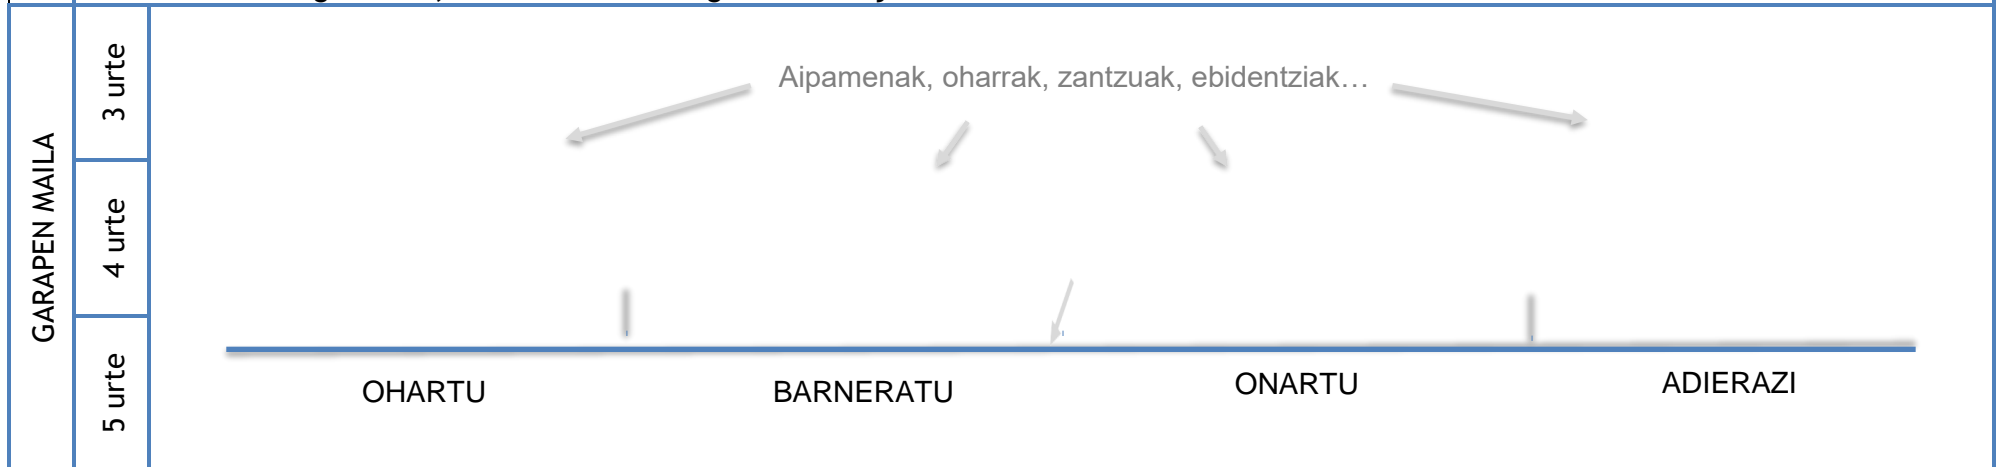 GARAPEN MAILA
3 urte
4 urte
5 urte
Aipamenak, oharrak, zantzuak, ebidentziak…
OHARTU
BARNERATU
ONARTU
ADIERAZI